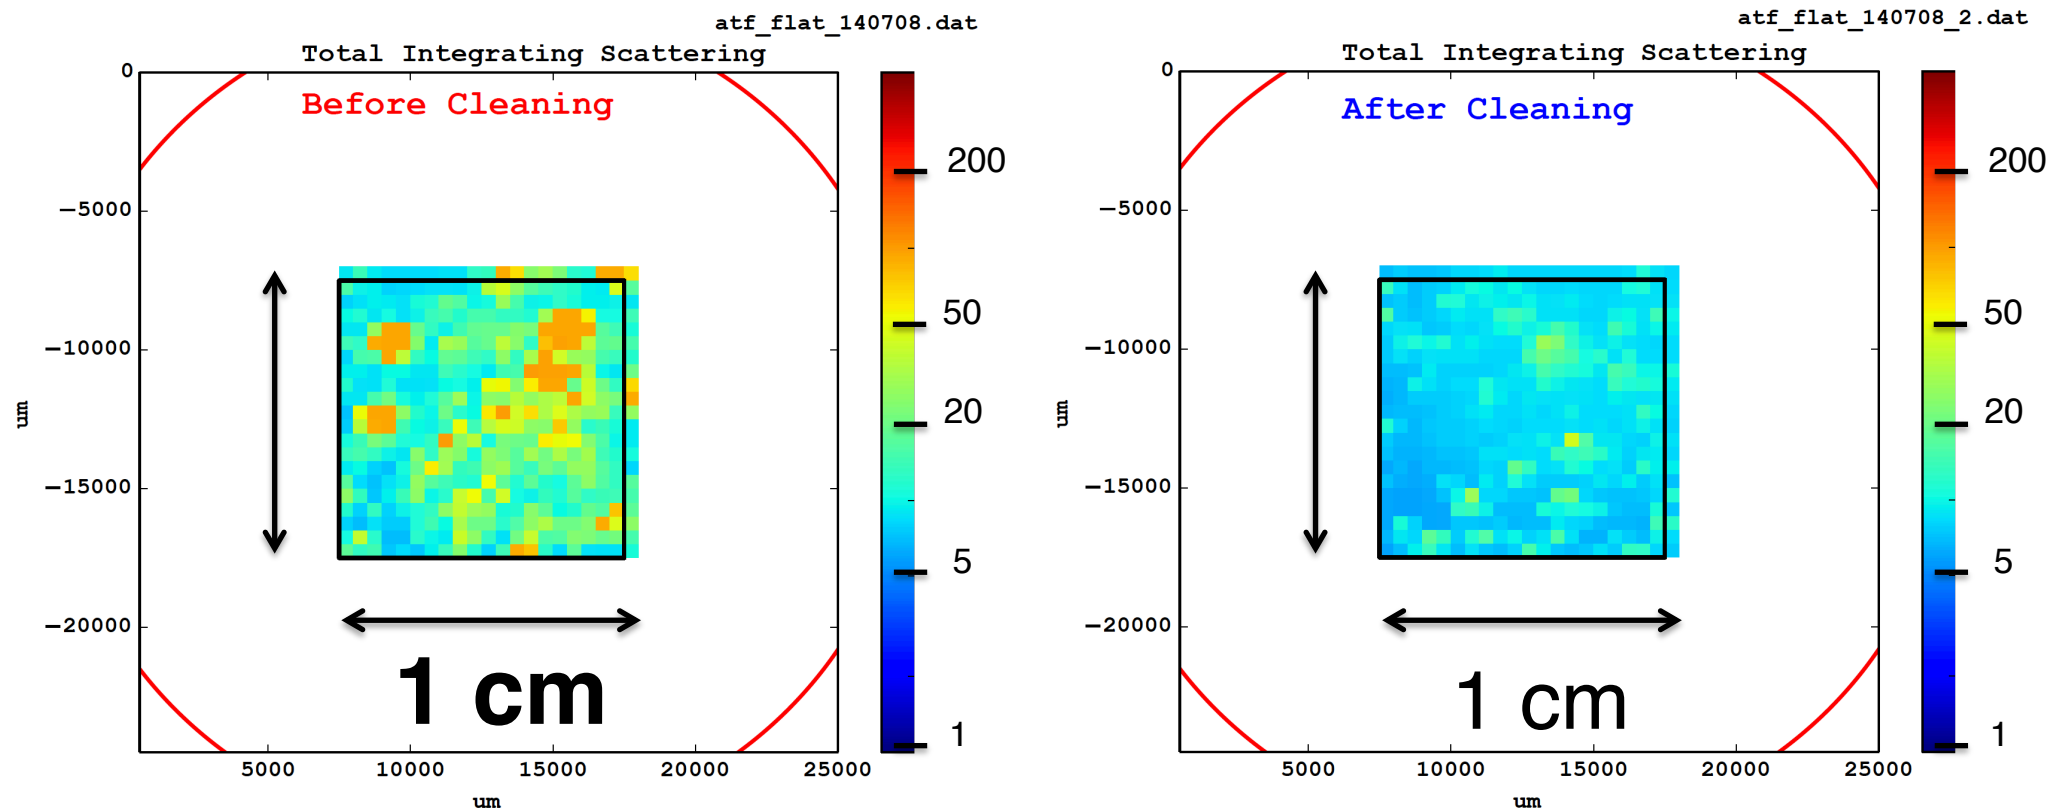 atf_flat_140708.dat
Total Integrating Scattering
Before Cleaning
0
−5000
−10000
−15000
−20000
um
5000
10000
15000
20000
25000
um
1 cm
200
50
20
5
1
atf_flat_140708_2.dat
Total Integrating Scattering
After Cleaning
0
−5000
−10000
−15000
−20000
um
5000
10000
15000
20000
25000
um
1 cm
200
50
20
5
1